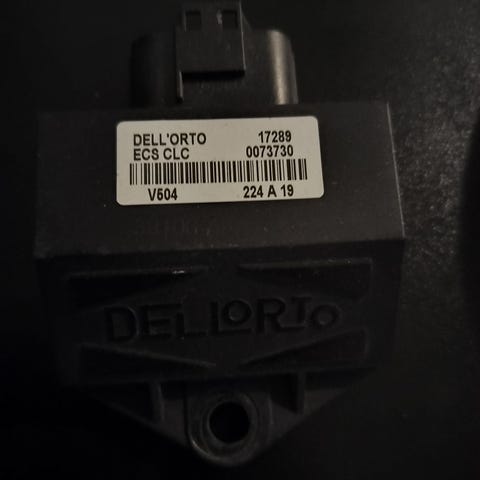 DELL'ORTO 17289
ECS CLC 0073730
V504 224 A 19
DELLORTO